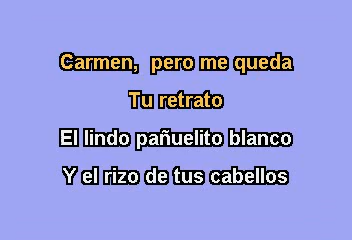 Carmen,  pero me queda
Tu retrato
El lindo pañuelito blanco
Y el rizo de tus cabellos